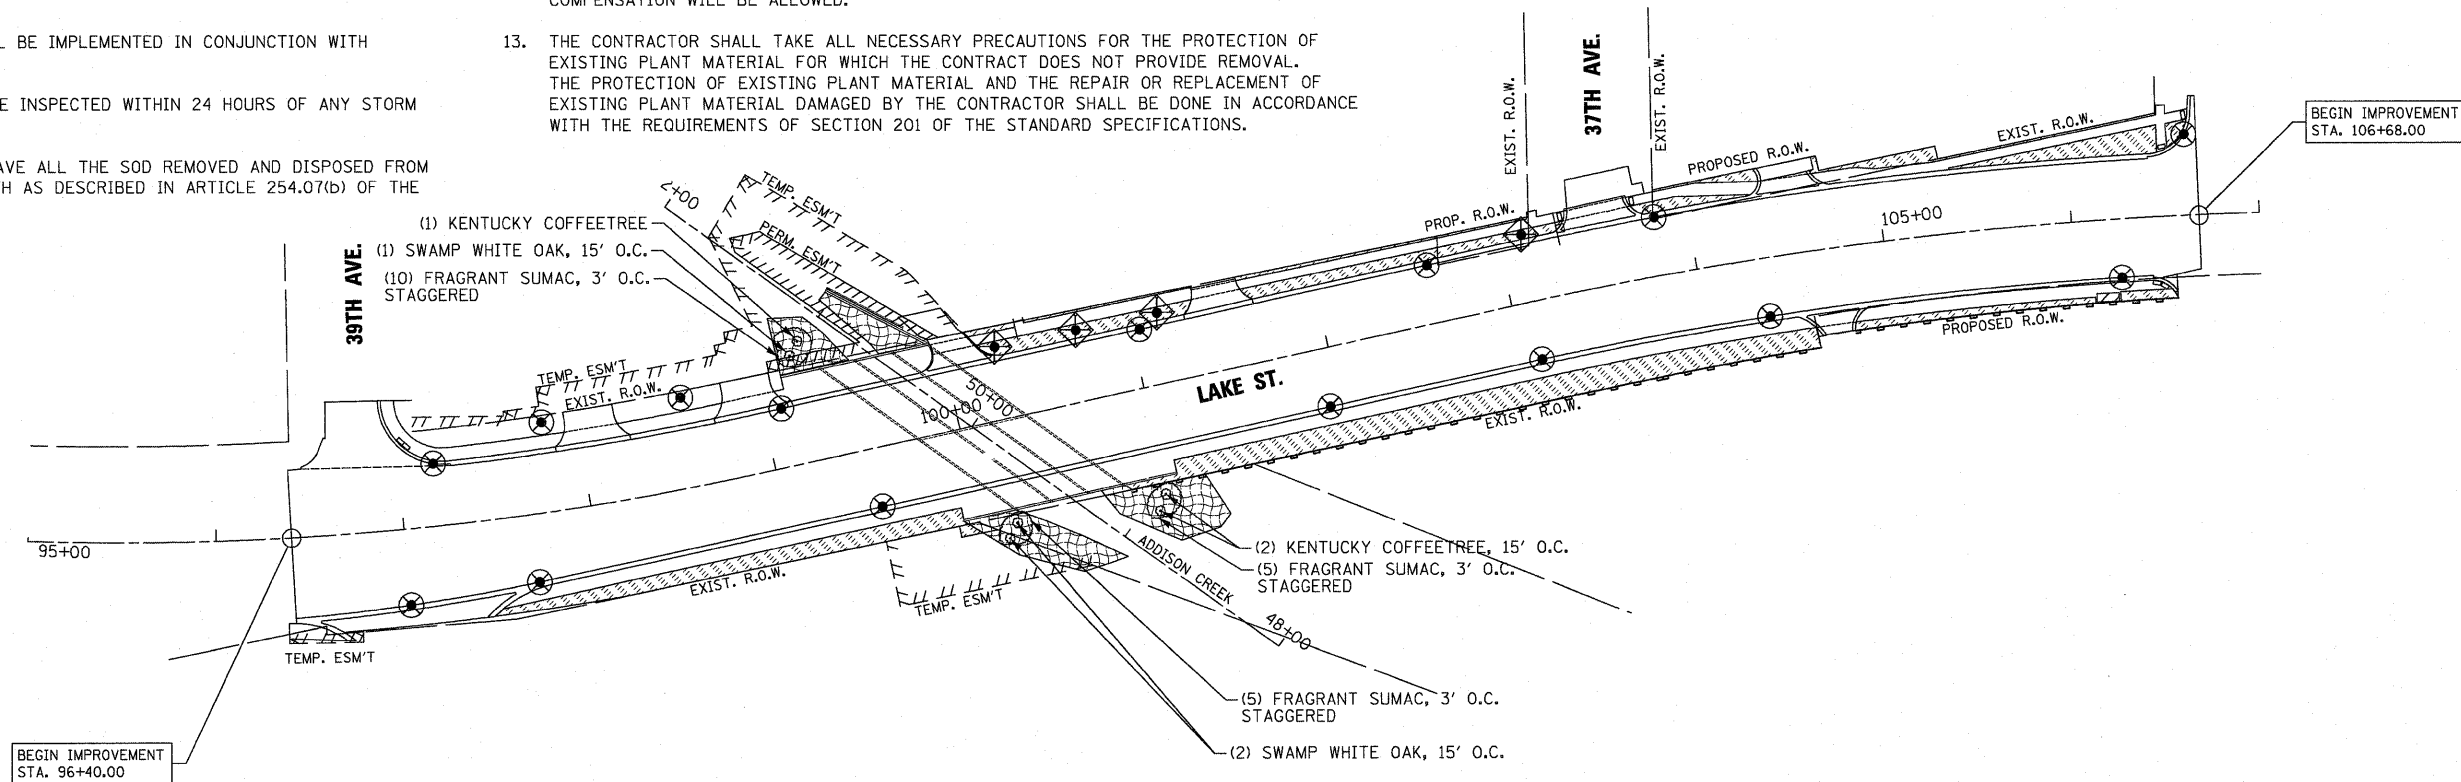 COMPENSATION WILL BE ALLOWED.
BE IMPLEMENTED IN CONJUNCTION WITH
INSPECTED WITHIN 24 HOURS OF ANY STORM
ALL THE SOD REMOVED AND DISPOSED FROM
AS DESCRIBED IN ARTICLE 254.07(b) OF THE
13. THE CONTRACTOR SHALL TAKE ALL NECESSARY PRECAUTIONS FOR THE PROTECTION OF
EXISTING PLANT MATERIAL FOR WHICH THE CONTRACT DOES NOT PROVIDE REMOVAL.
THE PROTECTION OF EXISTING PLANT MATERIAL AND THE REPAIR OR REPLACEMENT OF
EXISTING PLANT MATERIAL DAMAGED BY THE CONTRACTOR SHALL BE DONE IN ACCORDANCE
WITH THE REQUIREMENTS OF SECTION 201 OF THE STANDARD SPECIFICATIONS.
EXIST. R.O.W.
37TH AVE.
EXIST. R.O.W.
BEGIN IMPROVEMENT
STA. 106+68.00
EXIST. R.O.W.
PROPOSED R.O.W.
PROP. R.O.W.
105+00
2+00
TEMP. ESM'T
PERM. ESM'T
(1) KENTUCKY COFFEETREE
(1) SWAMP WHITE OAK, 15' O.C.
(10) FRAGRANT SUMAC, 3' O.C.
STAGGERED
39TH AVE.
TEMP. ESM'T
EXIST. R.O.W.
50+00
100+00
LAKE ST.
PROPOSED R.O.W.
EXIST. R.O.W.
95+00
EXIST. R.O.W.
TEMP. ESM'T
ADDISON CREEK
48+00
(2) KENTUCKY COFFEETREE, 15' O.C.
(5) FRAGRANT SUMAC, 3' O.C.
STAGGERED
TEMP. ESM'T
(5) FRAGRANT SUMAC, 3' O.C.
STAGGERED
(2) SWAMP WHITE OAK, 15' O.C.
BEGIN IMPROVEMENT
STA. 96+40.00